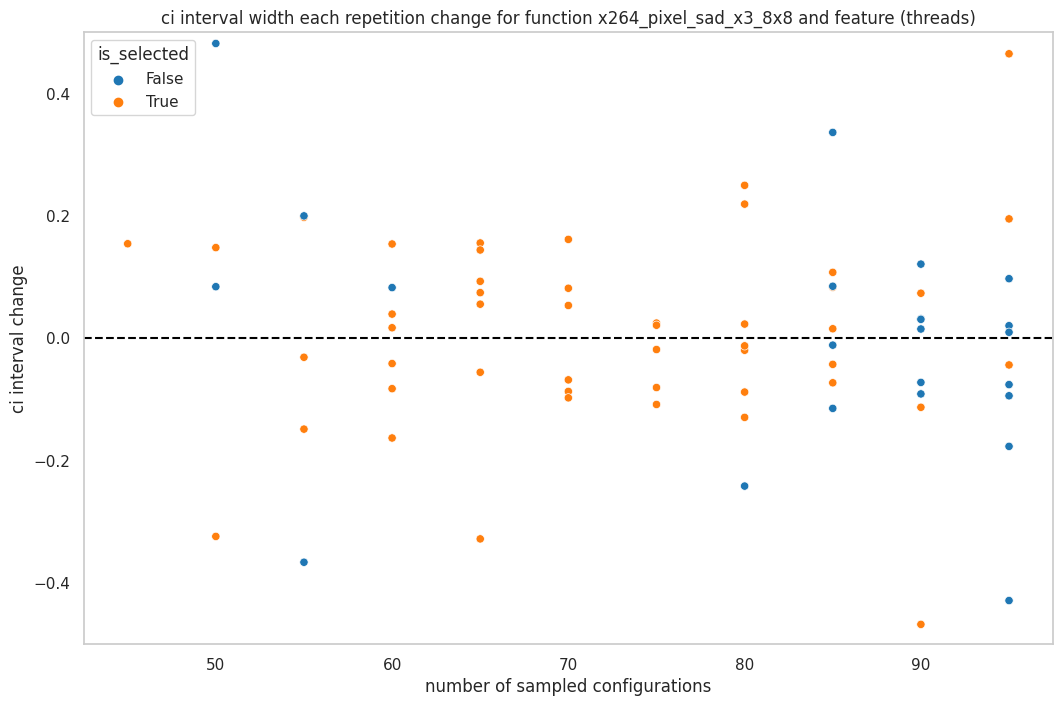 ci interval width each repetition change for function x264_pixel_sad_x3_8x8 and feature (threads)
is_selected
False
True
0.4
0.2
0.0
−0.2
−0.4
ci interval change
50
60
70
80
90
number of sampled configurations